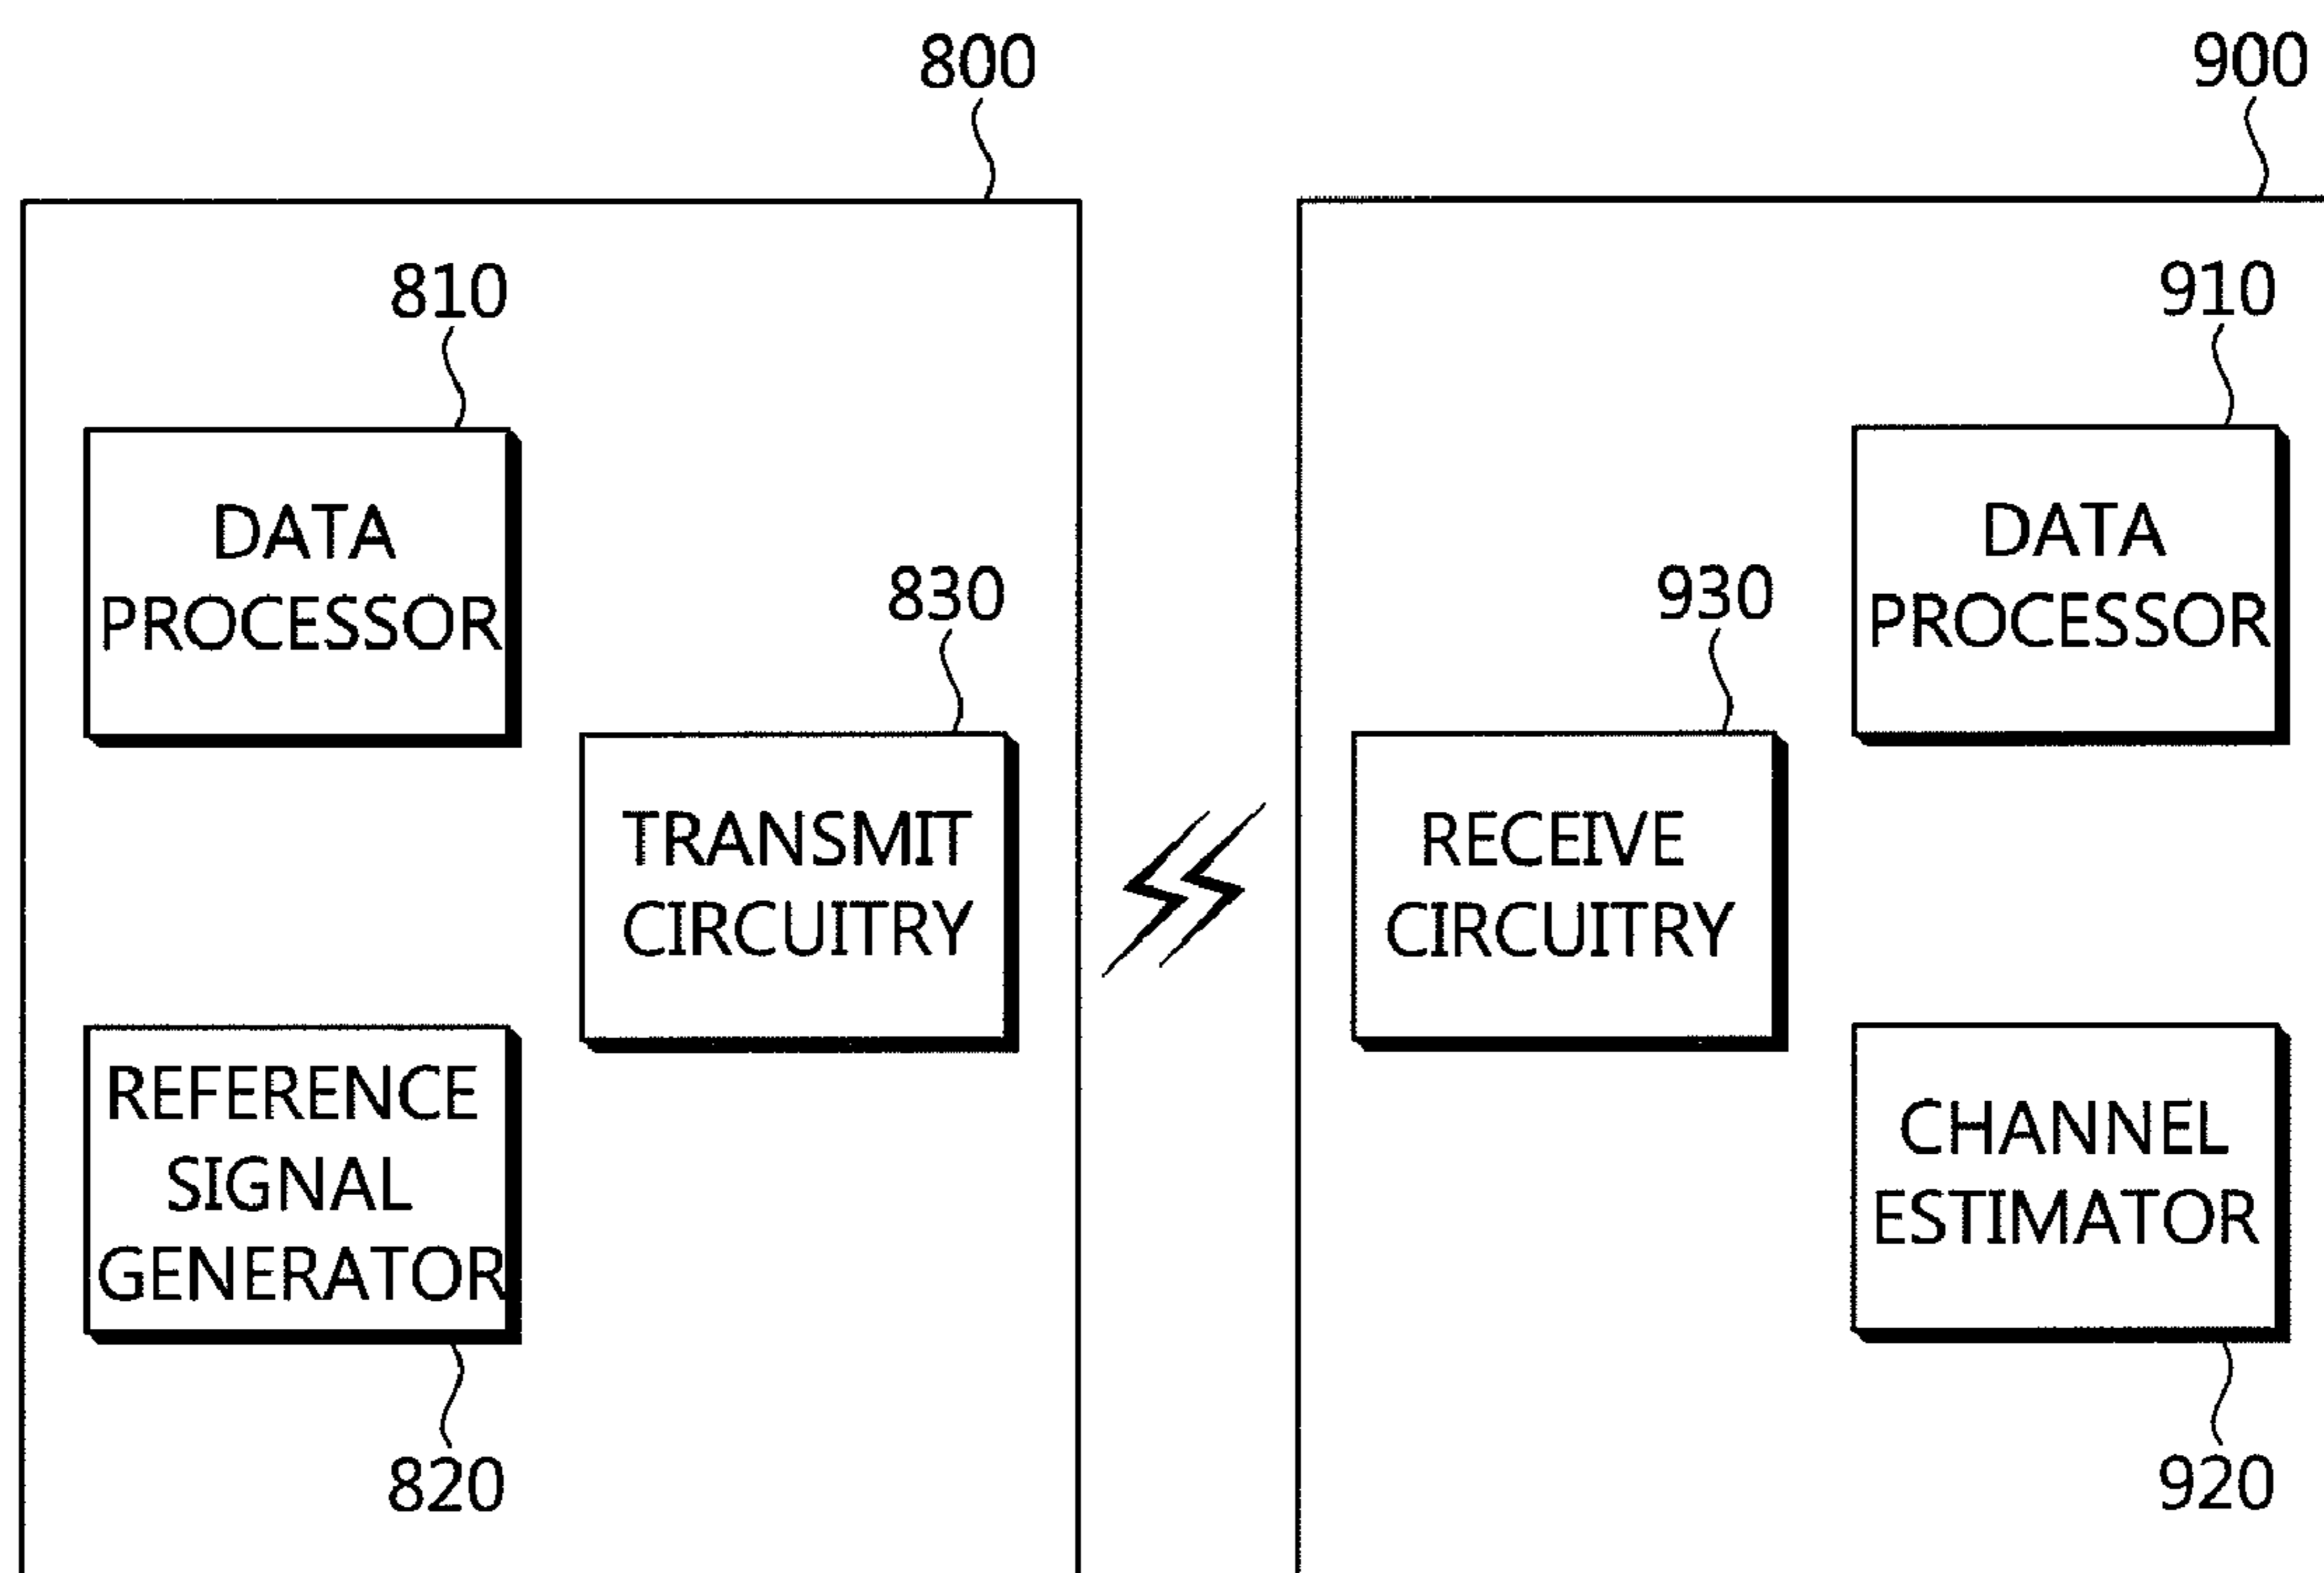 800
900
810
910
DATA
PROCESSOR
DATA
PROCESSOR
830
930
TRANSMIT
CIRCUITRY
RECEIVE
CIRCUITRY
REFERENCE
SIGNAL
GENERATOR
CHANNEL
ESTIMATOR
820
920